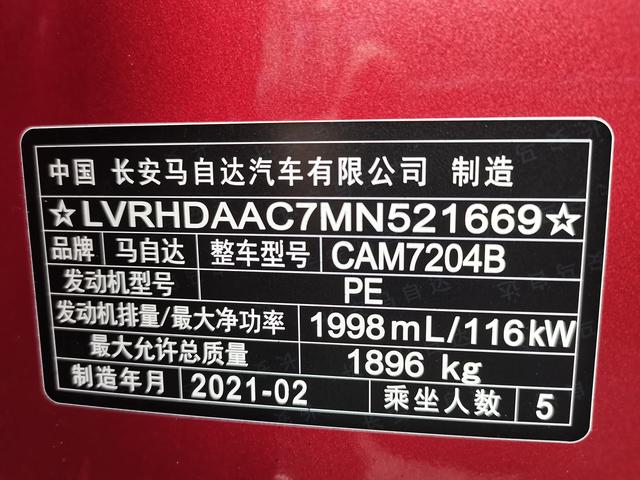 中国 长安马自达汽车有限公司 制造
☆LVRHDAAC7MN521669☆
品牌 马自达 整车型号 CAM7204B
发动机型号 PE
发动机排量/最大净功率 1998mL/116kW
最大允许总质量 1896 kg
制造年月 2021-02 乘坐人数 5